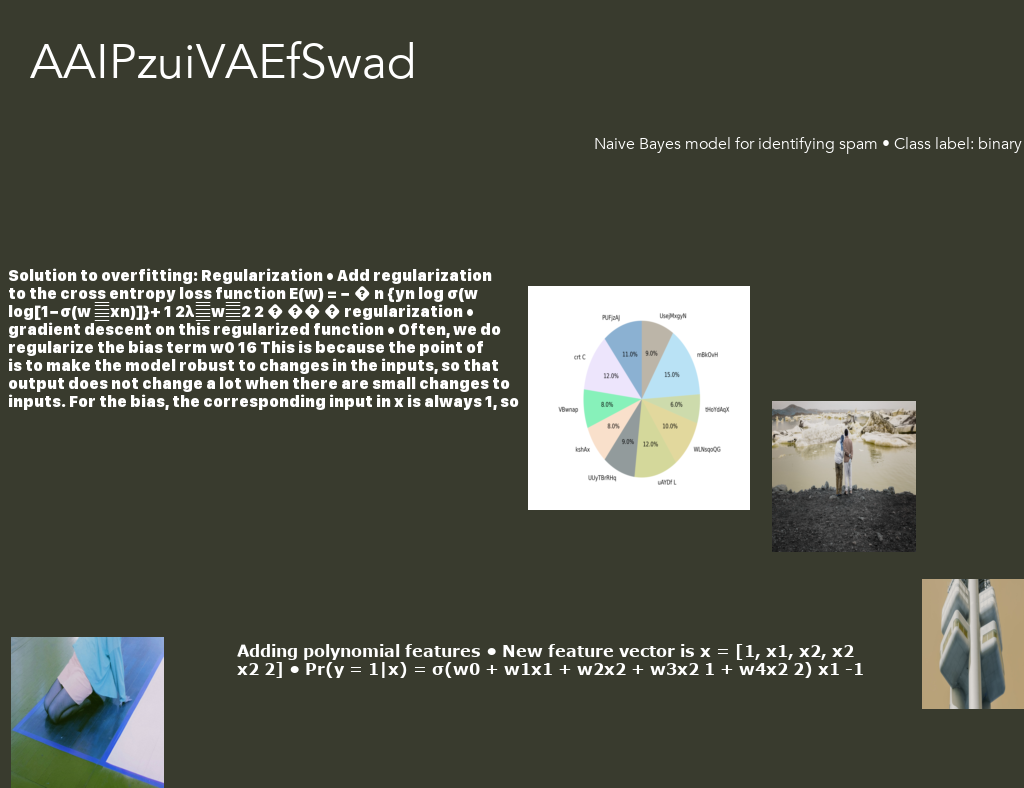 AAIPzuiVAEfSwad
Naive Bayes model for identifying spam • Class label: binary
Solution to overfitting: Regularization • Add regularization
to the cross entropy loss function E(w) = − � n {yn log σ(w
log[1−σ(w xn)]}+ 1 2λ w 2 2 � �� � regularization •
gradient descent on this regularized function • Often, we do
regularize the bias term w0 16 This is because the point of
is to make the model robust to changes in the inputs, so that
output does not change a lot when there are small changes to
inputs. For the bias, the corresponding input in x is always 1, so
PUFjzAJ
UseJMxgyN
crt C
11.0%
9.0%
mBkOvH
12.0%
15.0%
VBwnap
8.0%
6.0%
tHoYdAqX
8.0%
10.0%
kshAx
9.0%
12.0%
WLNsqoQG
UUyTBrRHq
uAYDf L
Adding polynomial features • New feature vector is x = [1, x1, x2, x2
x2 2] • Pr(y = 1|x) = σ(w0 + w1x1 + w2x2 + w3x2 1 + w4x2 2) x1 -1